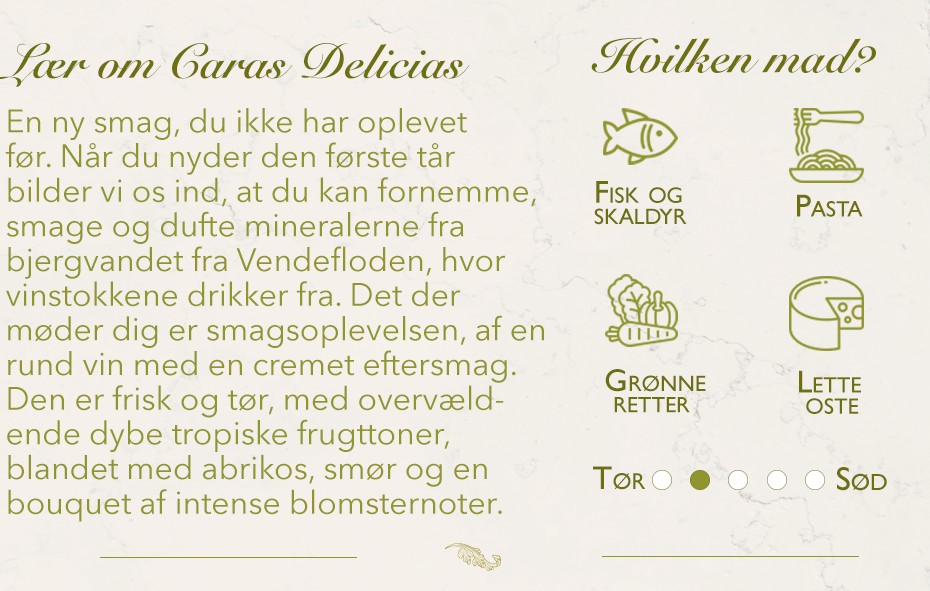 Lær om Caras Delicias
En ny smag, du ikke har oplevet
før. Når du nyder den første tår
bilder vi os ind, at du kan fornemme,
smage og dufte mineralerne fra
bjergvandet fra Vendefloden, hvor
vinstokkene drikker fra. Det der
møder dig er smagsoplevelsen, af en
rund vin med en cremet eftersmag.
Den er frisk og tør, med overvæld-
ende dybe tropiske frugttoner,
blandet med abrikos, smør og en
bouquet af intense blomsternoter.
Hvilken mad?
Fisk og
skaldyr
Pasta
Grønne
retter
Lette
oste
Tør Sød